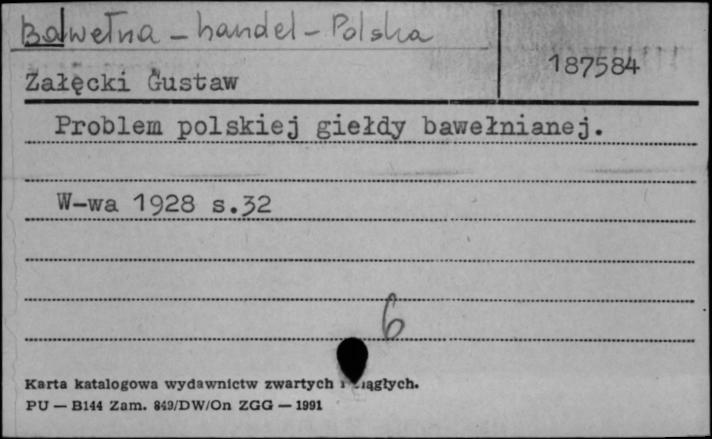 Bawełna - handel - Polska
187584
Załęcki Gustaw
Problem polskiej giełdy bawełnianej.
W-wa 1928 s.32
6
Karta katalogowa wydawnictw zwartych i ciągłych.
PU — B144 Zam. 849/DW/On ZGG — 1991